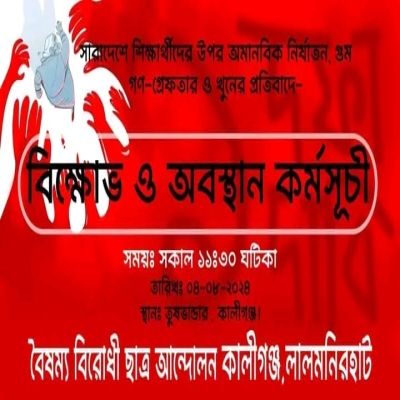 সারাদেশে শিক্ষার্থীদের উপর অমানবিক নির্যাতন, গুম
গণ-গ্রেফতার ও খুনের প্রতিবাদে-
বিক্ষোভ ও অবস্থান কর্মসূচী
সময়ঃ সকাল ১১ঃ৩০ ঘটিকা
তারিখঃ ০৪-০৮-২০২৪
স্থানঃ তুষভান্ডার, কালীগঞ্জ।
বৈষম্য বিরোধী ছাত্র আন্দোলন কালীগঞ্জ,লালমনিরহাট